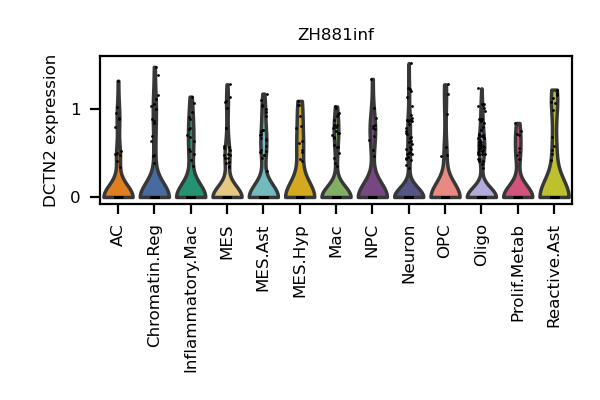 ZH881inf
DCTN2 expression
1
0
AC
Chromatin.Reg
Inflammatory.Mac
MES
MES.Ast
MES.Hyp
Mac
NPC
Neuron
OPC
Oligo
Prolif.Metab
Reactive.Ast